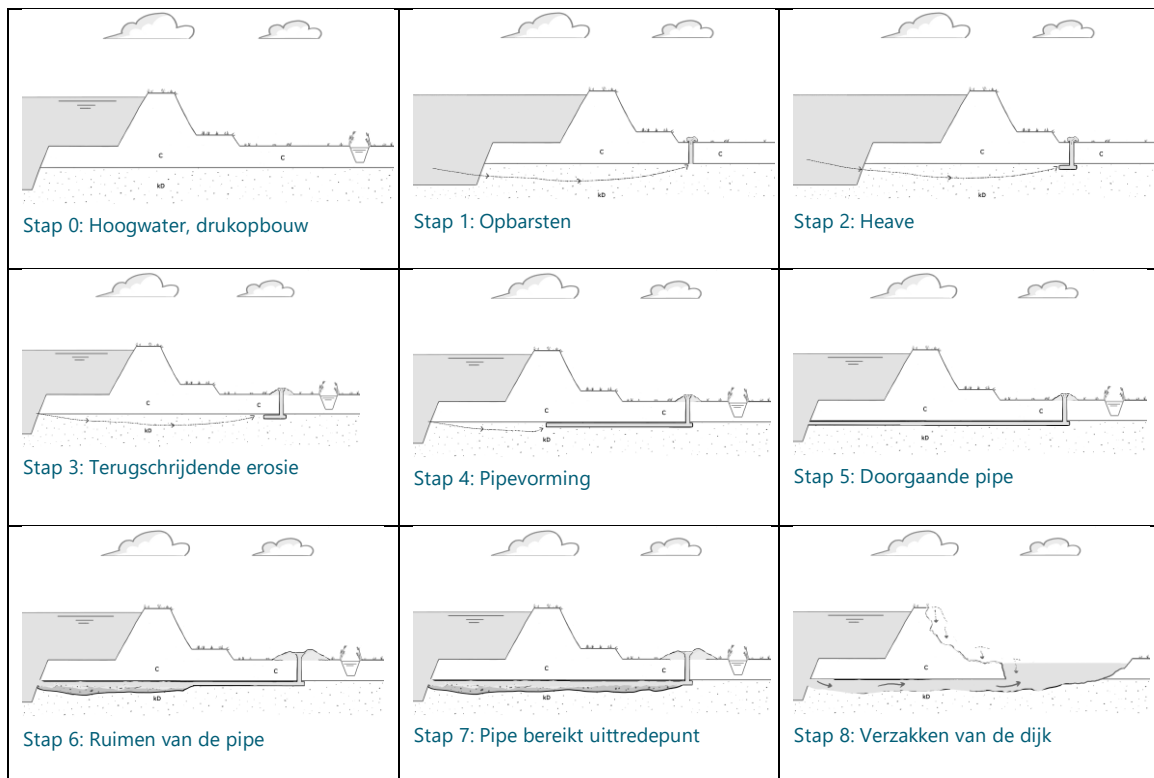 C
C
kD
Stap 0: Hoogwater, drukopbouw
C
C
kD
Stap 1: Opbarsten
C
C
kD
Stap 2: Heave
C
C
kD
Stap 3: Terugschrijdende erosie
C
C
kD
Stap 4: Pipevorming
C
C
kD
Stap 5: Doorgaande pipe
C
C
kD
Stap 6: Ruimen van de pipe
C
C
kD
Stap 7: Pipe bereikt uittredepunt
C
kD
Stap 8: Verzakken van de dijk